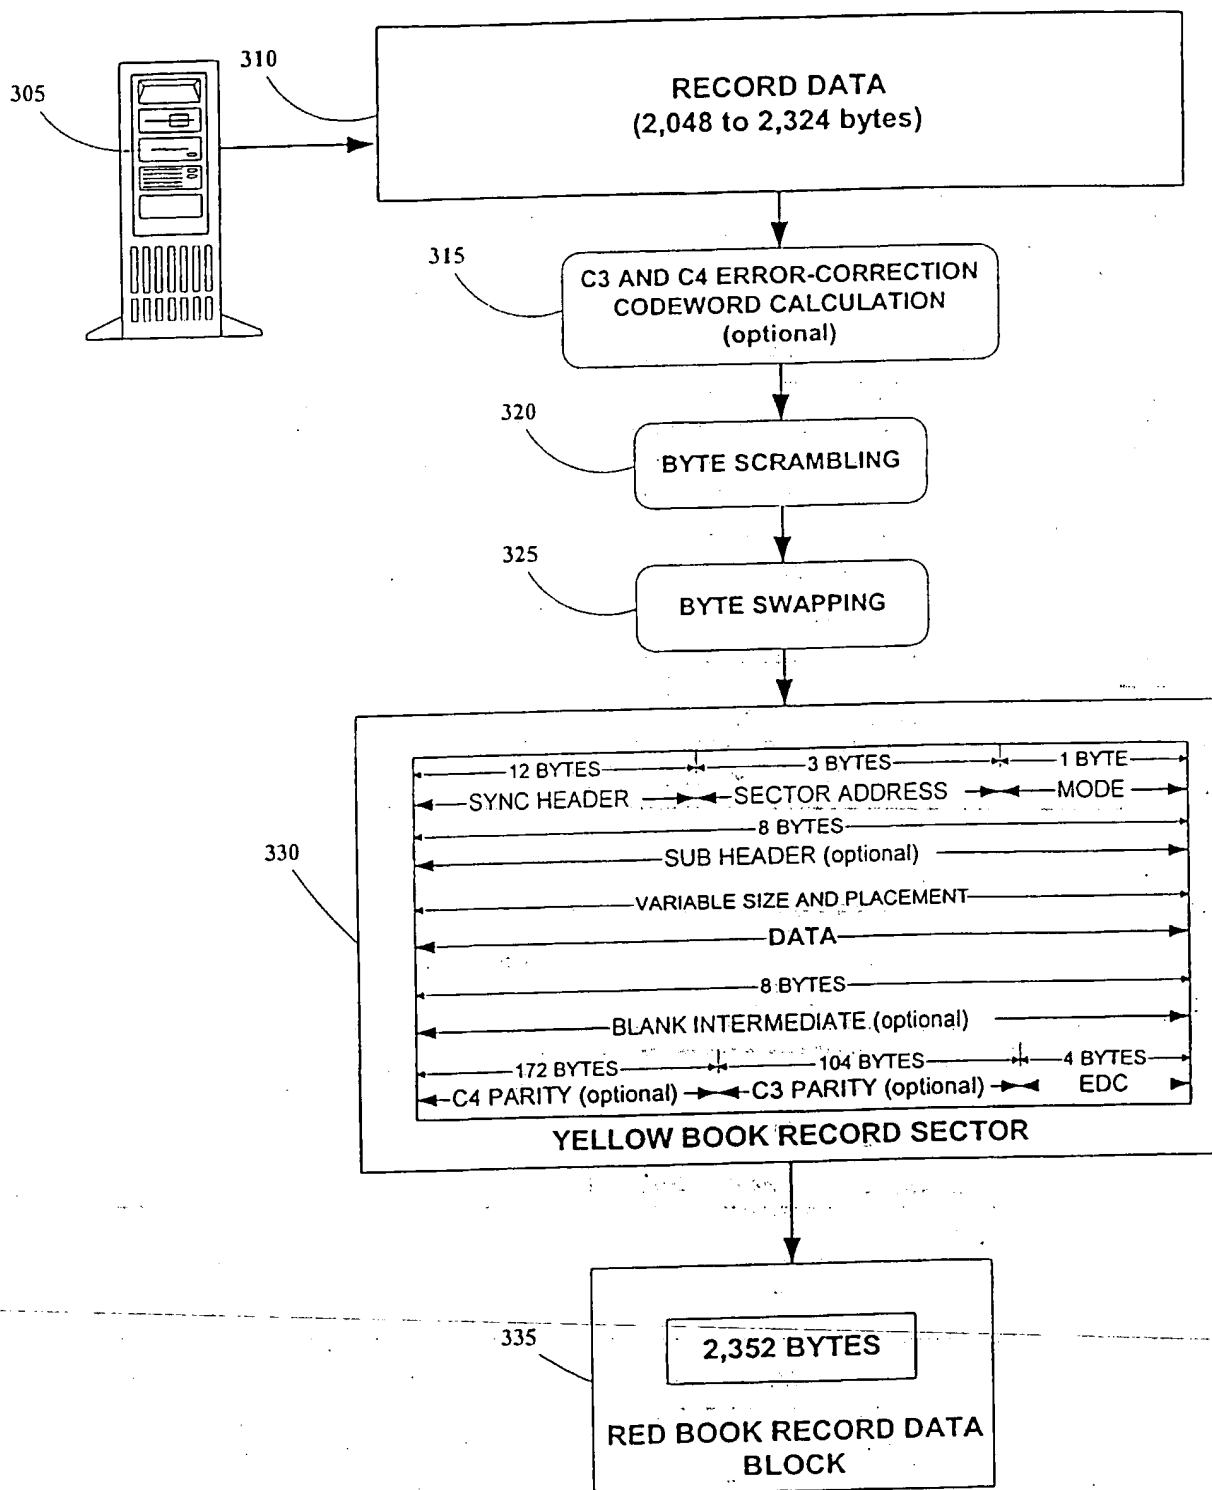 310
305
RECORD DATA
(2,048 to 2,324 bytes)
315
C3 AND C4 ERROR-CORRECTION
CODEWORD CALCULATION
(optional)
320
BYTE SCRAMBLING
325
BYTE SWAPPING
330
12 BYTES 3 BYTES 1 BYTE
SYNC HEADER SECTOR ADDRESS MODE
8 BYTES
SUB HEADER (optional)
VARIABLE SIZE AND PLACEMENT
DATA
8 BYTES
BLANK INTERMEDIATE (optional)
172 BYTES 104 BYTES 4 BYTES
C4 PARITY (optional) C3 PARITY (optional) EDC
YELLOW BOOK RECORD SECTOR
335
2,352 BYTES
RED BOOK RECORD DATA
BLOCK